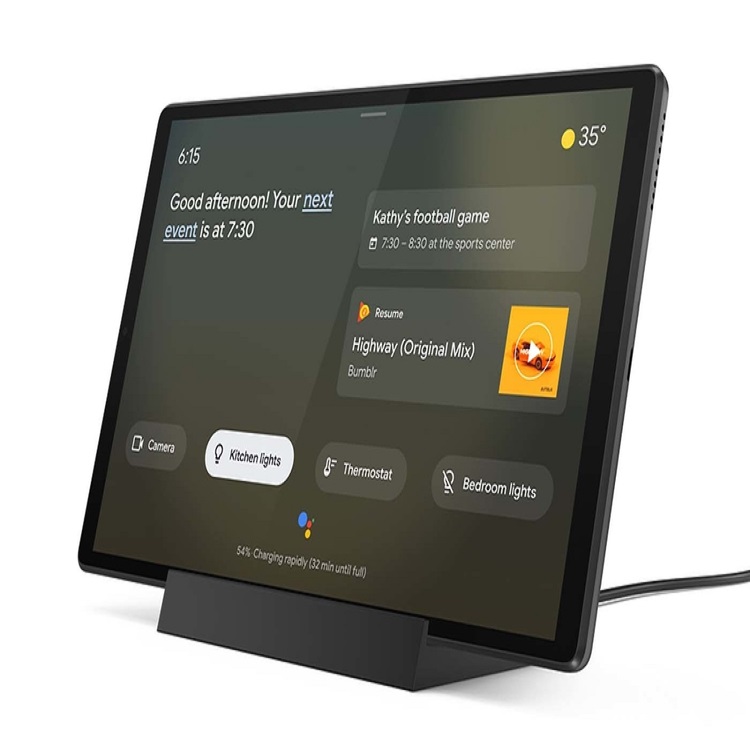 6:15
35°
Good afternoon! Your next
event is at 7:30
Kathy's football game
7:30 – 8:30 at the sports center
Resume
Highway (Original Mix)
Bumblr
Camera
Kitchen lights
Thermostat
Bedroom lights
54% Charging rapidly (32 min until full)